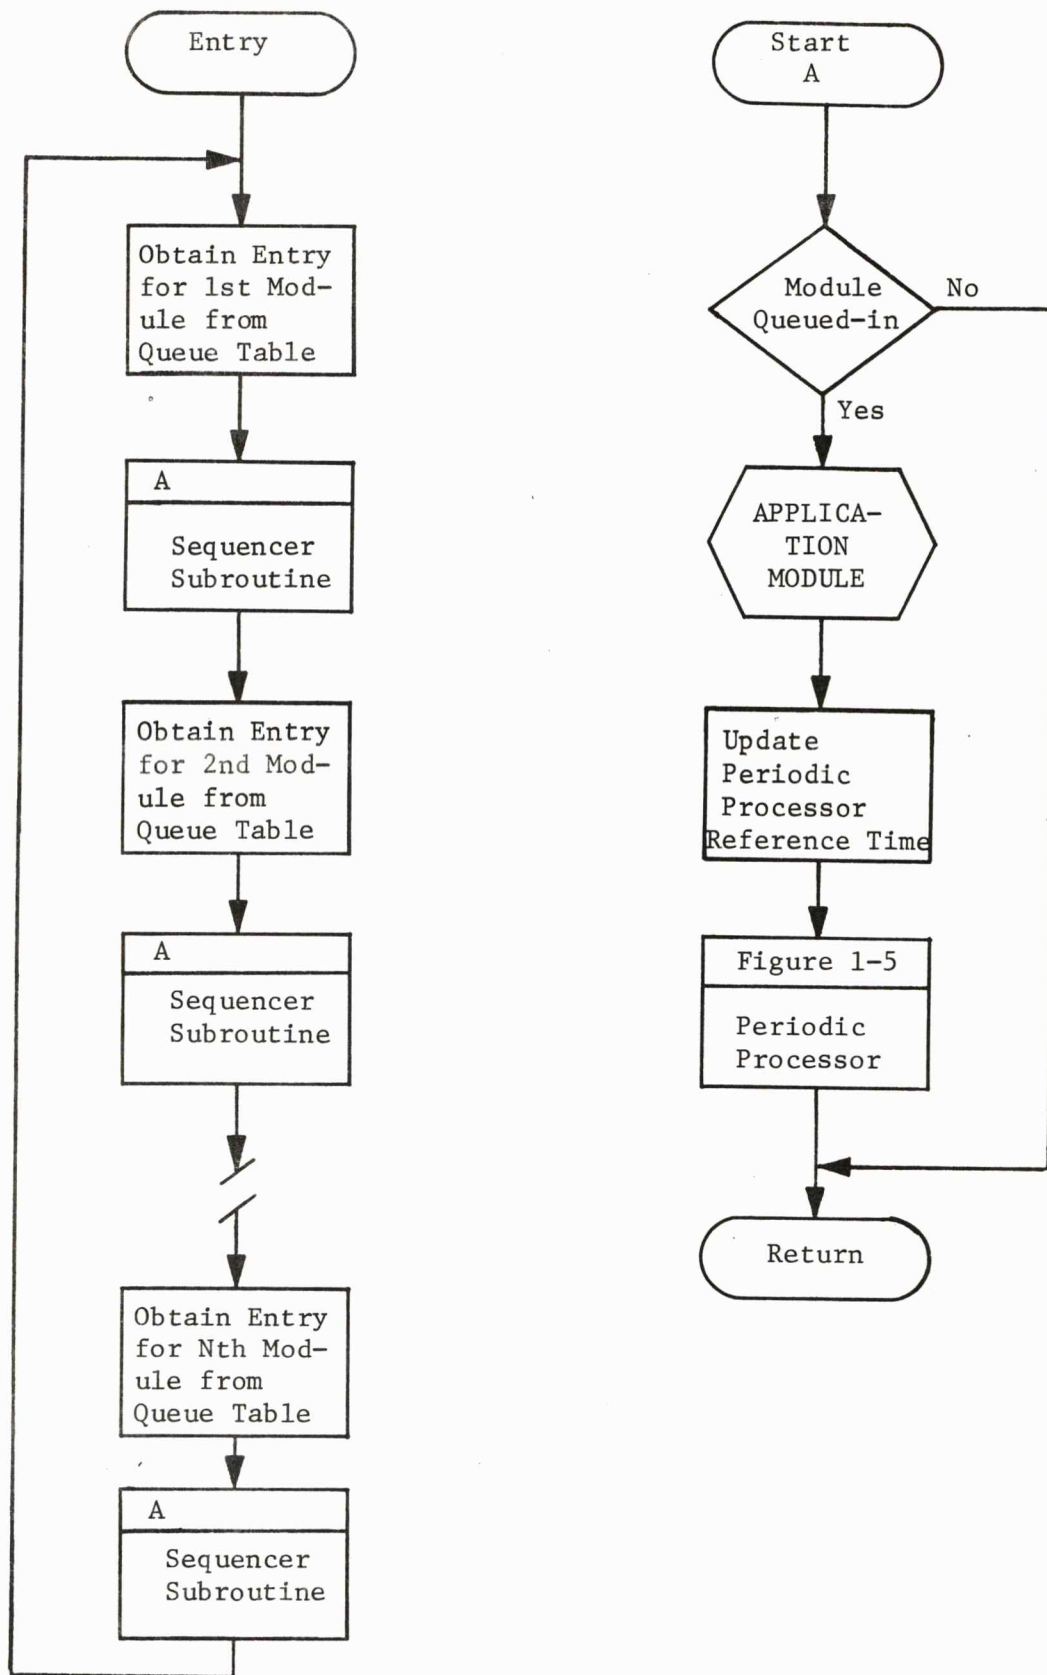 Entry
Obtain Entry
for 1st Mod-
ule from
Queue Table
A
Sequencer
Subroutine
Obtain Entry
for 2nd Mod-
ule from
Queue Table
A
Sequencer
Subroutine
Obtain Entry
for Nth Mod-
ule from
Queue Table
A
Sequencer
Subroutine
Start
A
Module
Queued-in
No
Yes
APPLICA-
TION
MODULE
Update
Periodic
Processor
Reference Time
Figure 1-5
Periodic
Processor
Return